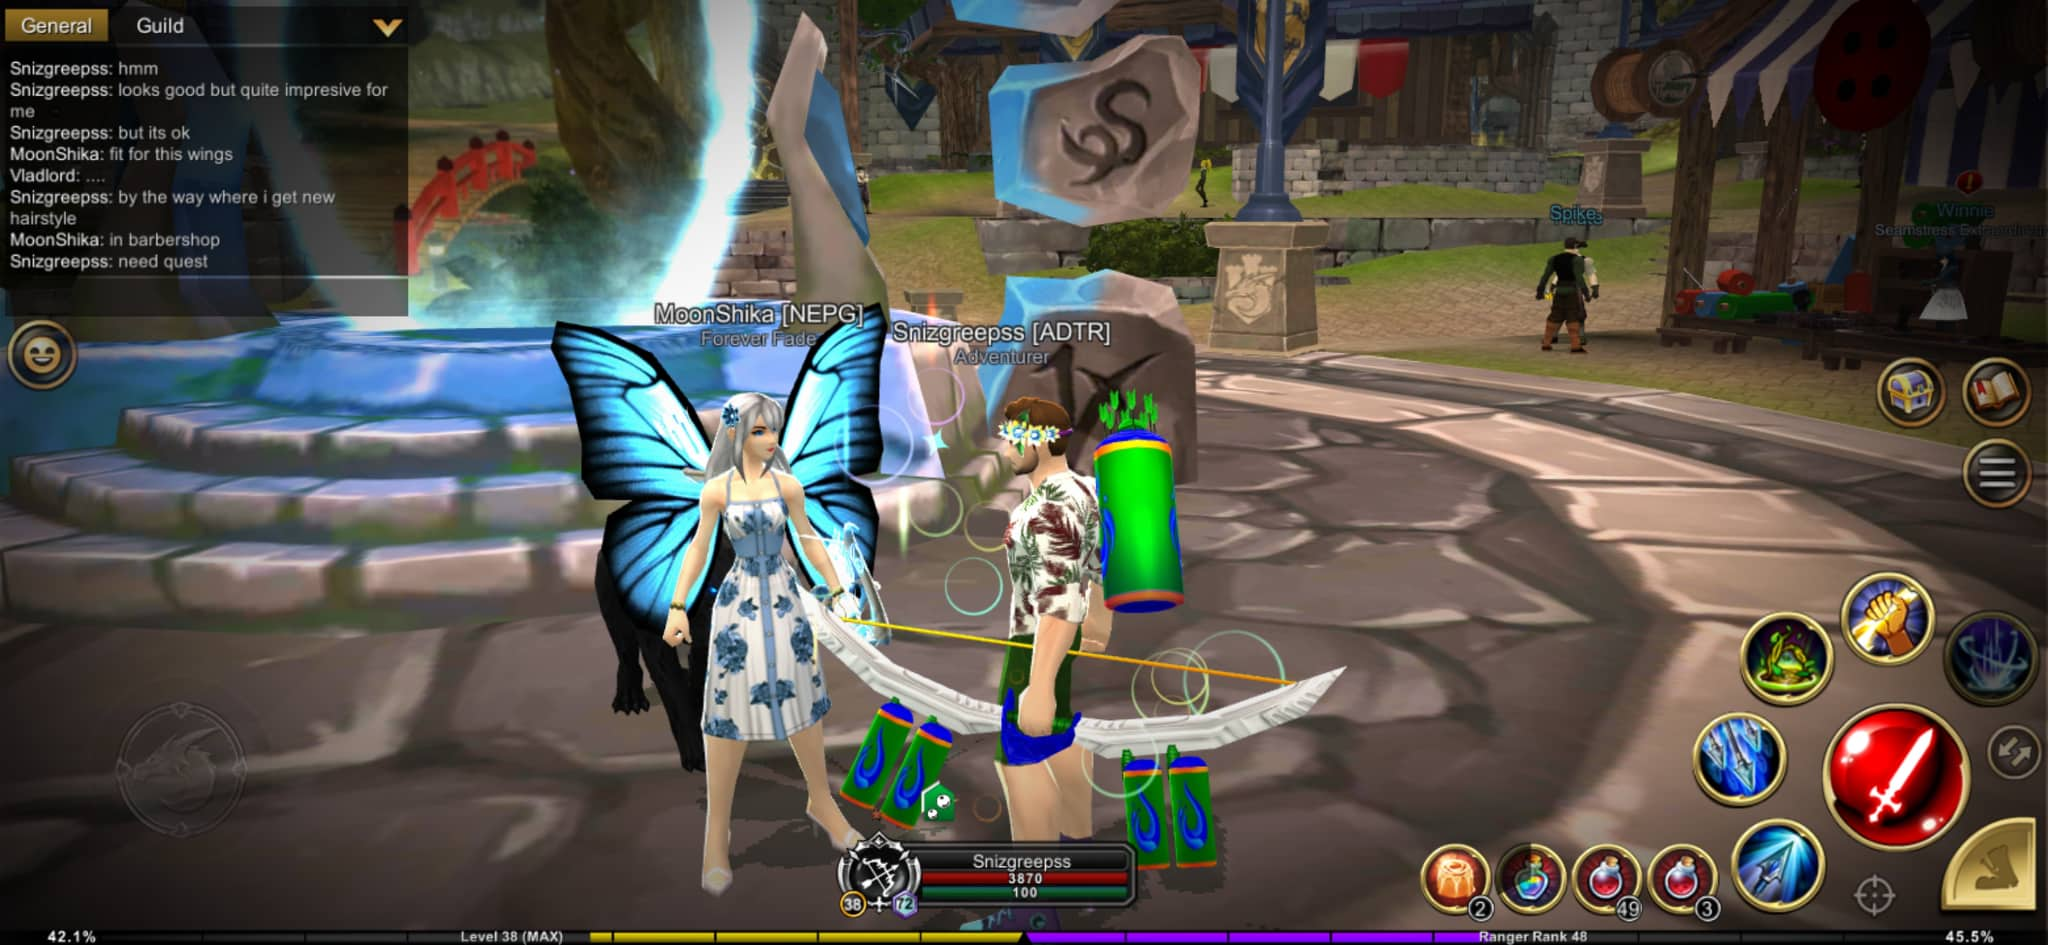 General
Guild
Snizgreepss: hmm
Snizgreepss: looks good but quite impresive for
me
Snizgreepss: but its ok
MoonShika: fit for this wings
Vladlord: ....
Snizgreepss: by the way where i get new
hairstyle
MoonShika: in barbershop
Snizgreepss: need quest
MoonShika [NEPG]
Forever Fade
Snizgreepss [ADTR]
Adventurer
Spike
Winnie
Seamstress Extraordinaire
2
49
3
Snizgreepss
3870
100
38
72
42.1%
Level 38 (MAX)
Ranger Rank 48
45.5%